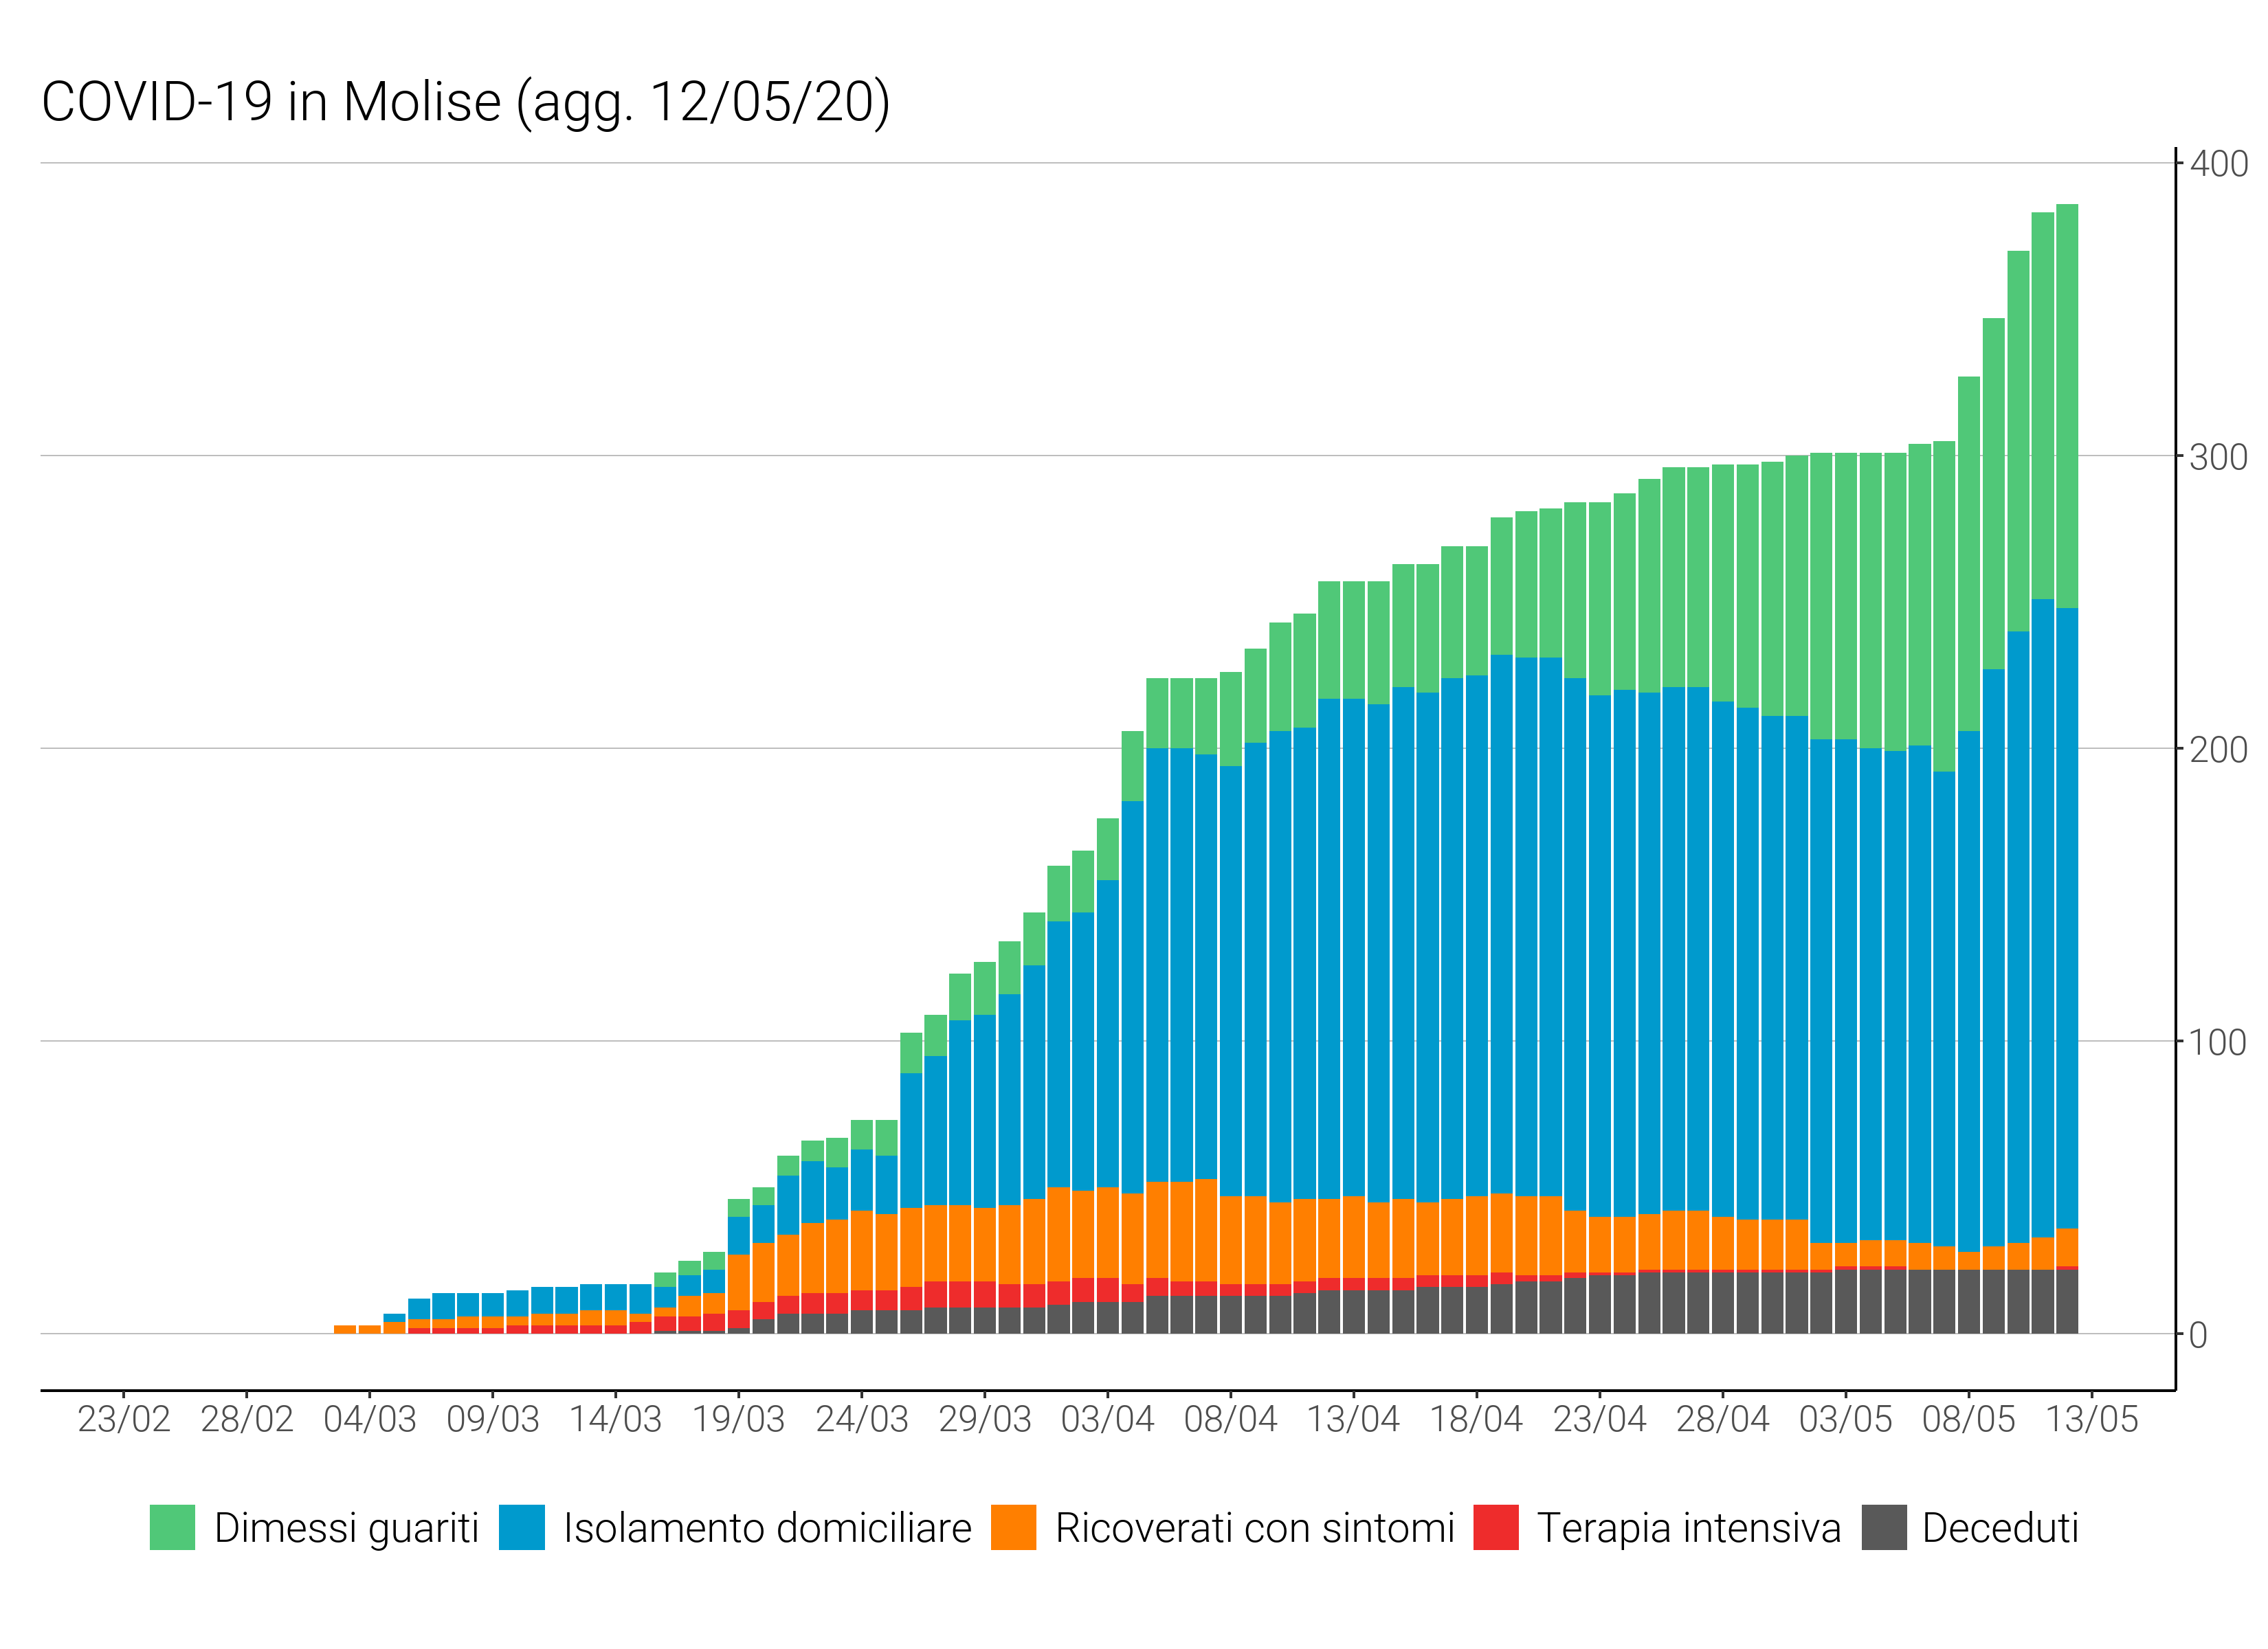 COVID-19 in Molise (agg. 12/05/20)
400
300
200
100
0
23/02 28/02 04/03 09/03 14/03 19/03 24/03 29/03 03/04 08/04 13/04 18/04 23/04 28/04 03/05 08/05 13/05
Dimessi guariti Isolamento domiciliare Ricoverati con sintomi Terapia intensiva Deceduti